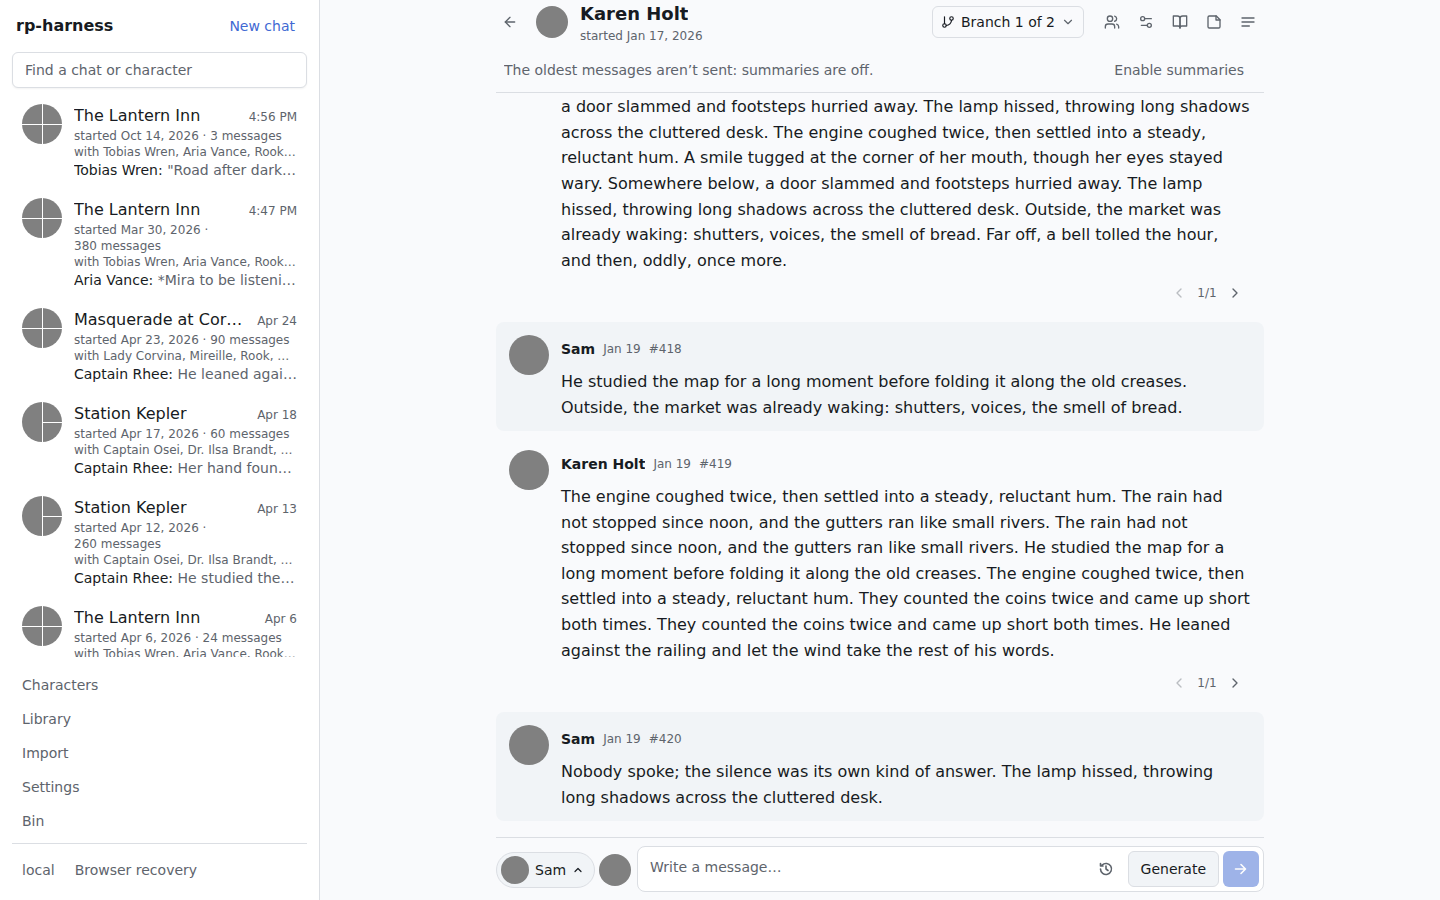 rp-harness
New chat
Find a chat or character
The Lantern Inn
4:56 PM
started Oct 14, 2026 · 3 messages
with Tobias Wren, Aria Vance, Rook…
Tobias Wren: "Road after dark…
The Lantern Inn
4:47 PM
started Mar 30, 2026 ·
380 messages
with Tobias Wren, Aria Vance, Rook…
Aria Vance: *Mira to be listeni…
Masquerade at Cor…
Apr 24
started Apr 23, 2026 · 90 messages
with Lady Corvina, Mireille, Rook, …
Captain Rhee: He leaned agai…
Station Kepler
Apr 18
started Apr 17, 2026 · 60 messages
with Captain Osei, Dr. Ilsa Brandt, …
Captain Rhee: Her hand foun…
Station Kepler
Apr 13
started Apr 12, 2026 ·
260 messages
with Captain Osei, Dr. Ilsa Brandt, …
Captain Rhee: He studied the…
The Lantern Inn
Apr 6
started Apr 6, 2026 · 24 messages
with Tobias Wren, Aria Vance, Rook…
Characters
Library
Import
Settings
Bin
local
Browser recovery
Karen Holt
started Jan 17, 2026
Branch 1 of 2
The oldest messages aren’t sent: summaries are off.
Enable summaries
a door slammed and footsteps hurried away. The lamp hissed, throwing long shadows
across the cluttered desk. The engine coughed twice, then settled into a steady,
reluctant hum. A smile tugged at the corner of her mouth, though her eyes stayed
wary. Somewhere below, a door slammed and footsteps hurried away. The lamp
hissed, throwing long shadows across the cluttered desk. Outside, the market was
already waking: shutters, voices, the smell of bread. Far off, a bell tolled the hour,
and then, oddly, once more.
1/1
Sam Jan 19 #418
He studied the map for a long moment before folding it along the old creases.
Outside, the market was already waking: shutters, voices, the smell of bread.
Karen Holt Jan 19 #419
The engine coughed twice, then settled into a steady, reluctant hum. The rain had
not stopped since noon, and the gutters ran like small rivers. The rain had not
stopped since noon, and the gutters ran like small rivers. He studied the map for a
long moment before folding it along the old creases. The engine coughed twice, then
settled into a steady, reluctant hum. They counted the coins twice and came up short
both times. They counted the coins twice and came up short both times. He leaned
against the railing and let the wind take the rest of his words.
1/1
Sam Jan 19 #420
Nobody spoke; the silence was its own kind of answer. The lamp hissed, throwing
long shadows across the cluttered desk.
Sam
Write a message…
Generate